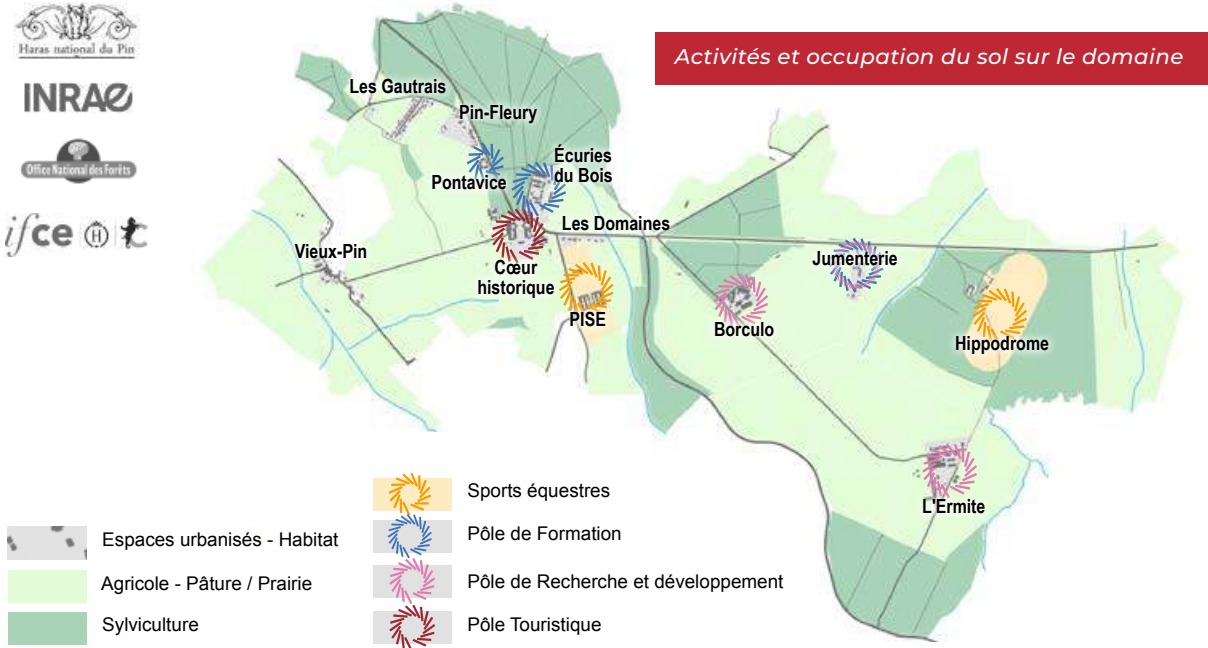 Haras national du Pin
INRAE
Office National des Forêts
ifce
Activités et occupation du sol sur le domaine
Les Gautrais
Pin-Fleury
Écuries
du Bois
Pontavice
Les Domaines
Vieux-Pin
Cœur
historique
Jumenterie
PISE
Borculo
Hippodrome
L'Ermite
Espaces urbanisés - Habitat
Agricole - Pâture / Prairie
Sylviculture
Sports équestres
Pôle de Formation
Pôle de Recherche et développement
Pôle Touristique